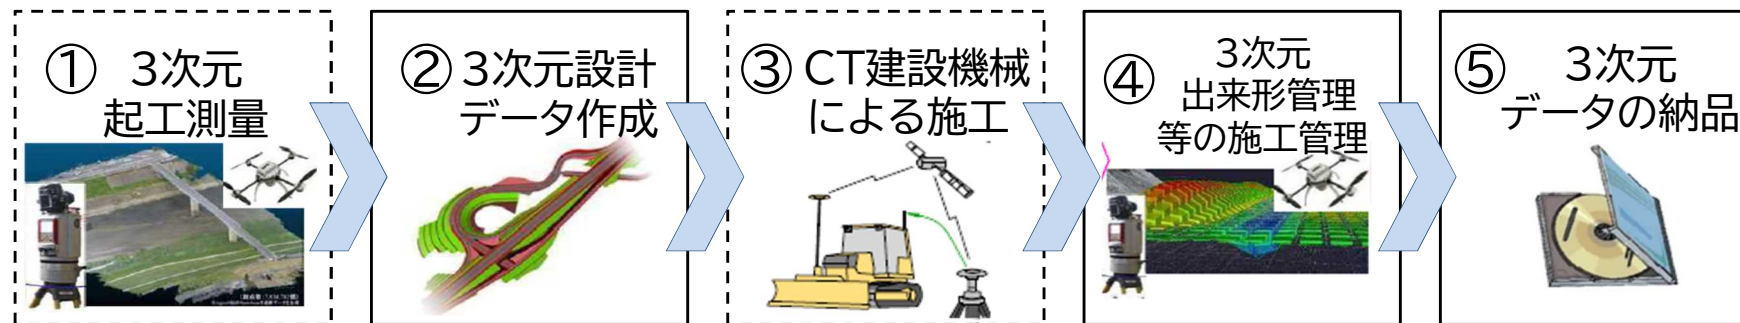 ① 3次元
起工測量
② 3次元設計
データ作成
③ CT建設機械
による施工
④ 3次元
出来形管理
等の施工管理
⑤ 3次元
データの納品